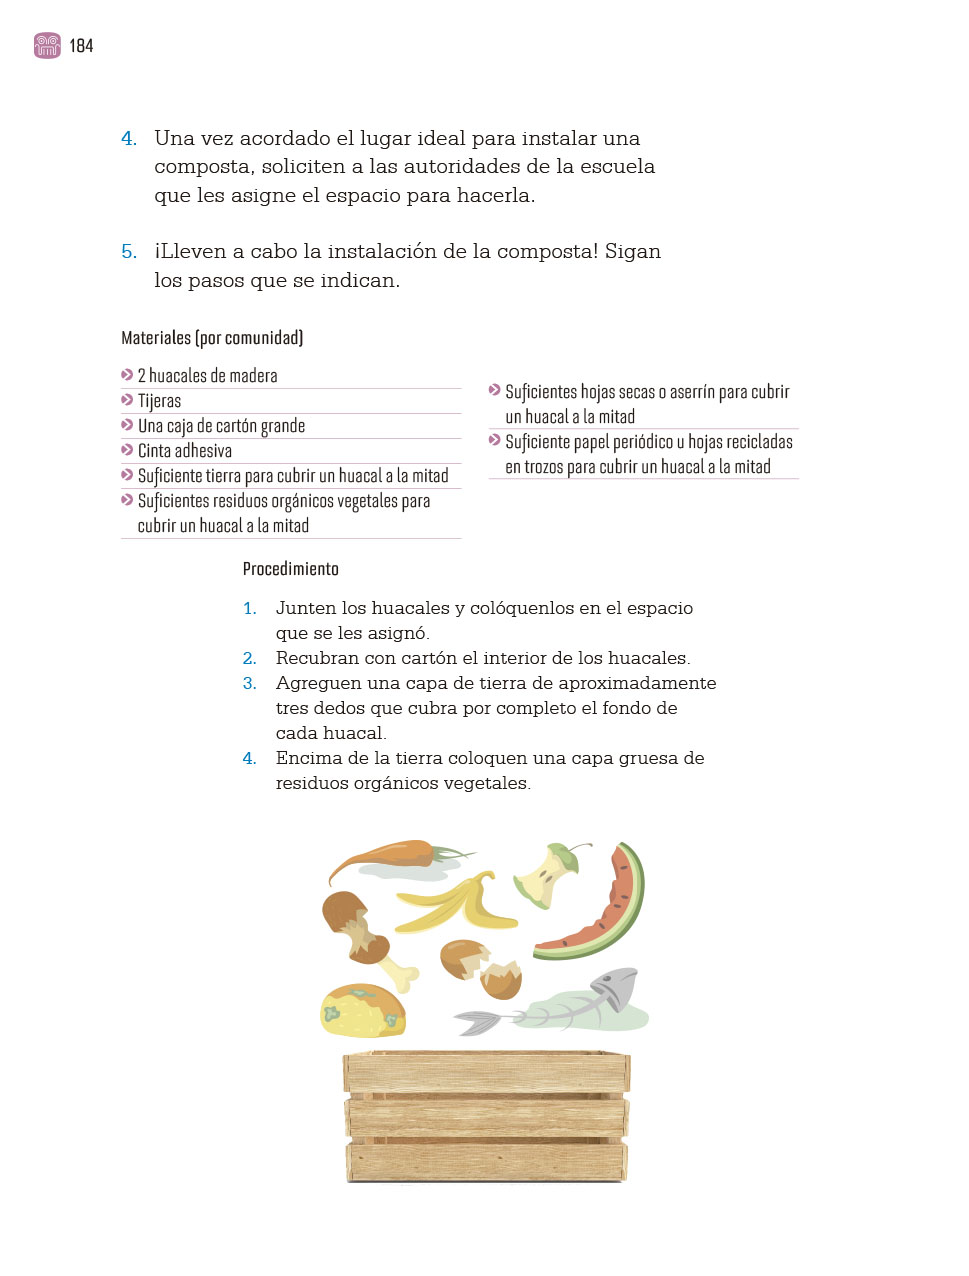 184
4. Una vez acordado el lugar ideal para instalar una
composta, soliciten a las autoridades de la escuela
que les asigne el espacio para hacerla.
5. ¡Lleven a cabo la instalación de la composta! Sigan
los pasos que se indican.
Materiales (por comunidad)
2 huacales de madera
Tijeras
Una caja de cartón grande
Cinta adhesiva
Suficiente tierra para cubrir un huacal a la mitad
Suficientes residuos orgánicos vegetales para
cubrir un huacal a la mitad
Suficientes hojas secas o aserrín para cubrir
un huacal a la mitad
Suficiente papel periódico u hojas recicladas
en trozos para cubrir un huacal a la mitad
Procedimiento
1. Junten los huacales y colóquenlos en el espacio
que se les asignó.
2. Recubran con cartón el interior de los huacales.
3. Agreguen una capa de tierra de aproximadamente
tres dedos que cubra por completo el fondo de
cada huacal.
4. Encima de la tierra coloquen una capa gruesa de
residuos orgánicos vegetales.